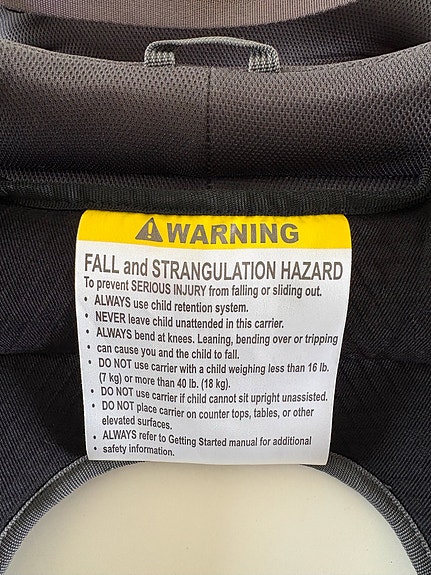 ⚠WARNING
FALL and STRANGULATION HAZARD
To prevent SERIOUS INJURY from falling or sliding out.
• ALWAYS use child retention system.
• NEVER leave child unattended in this carrier.
• ALWAYS bend at knees. Leaning, bending over or tripping
• can cause you and the child to fall.
• DO NOT use carrier with a child weighing less than 16 lb.
(7 kg) or more than 40 lb. (18 kg).
• DO NOT use carrier if child cannot sit upright unassisted.
• DO NOT place carrier on counter tops, tables, or other
elevated surfaces.
• ALWAYS refer to Getting Started manual for additional
• safety information.